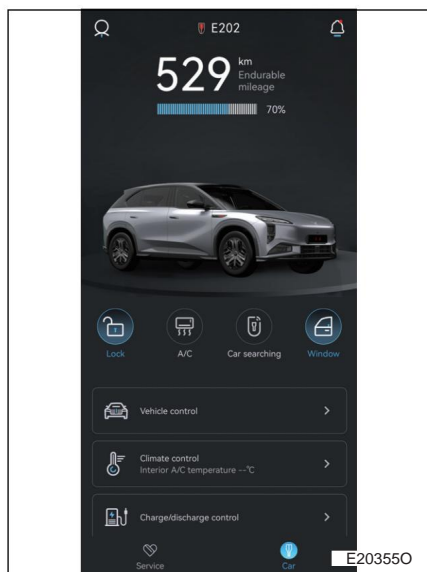 E202
529 km
Endurable
mileage
70%
Lock A/C Car searching Window
Vehicle control
Climate control
Interior A/C temperature --°C
Charge/discharge control
Service Car
E20355O